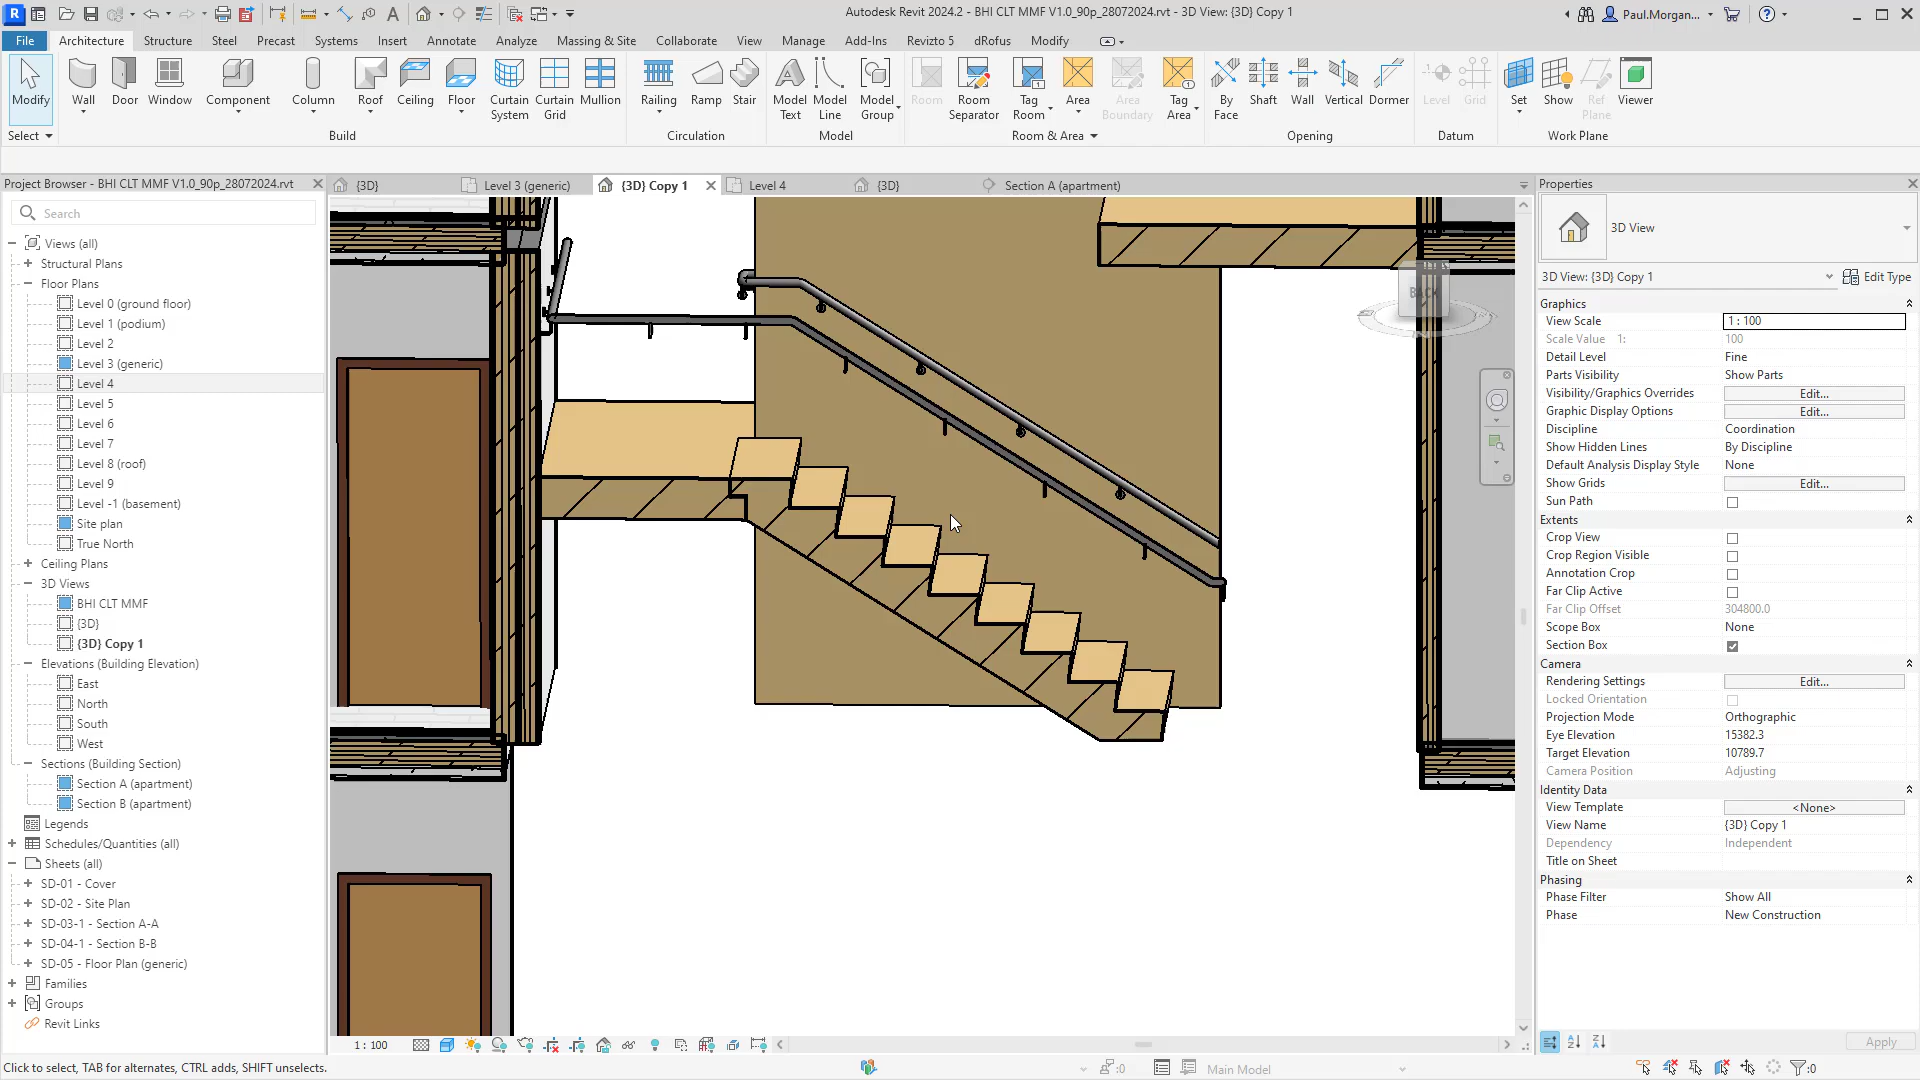 Autodesk Revit 2024.2 - BHI CLT MMF V1.0_90p_28072024.rvt - 3D View: {3D} Copy 1
Paul.Morgan...
File Architecture Structure Steel Precast Systems Insert Annotate Analyze Massing & Site Collaborate View Manage Add-Ins Revizto 5 dRofus Modify
Modify
Wall
Door
Window
Component
Column
Roof
Ceiling
Floor
Curtain System
Curtain Grid
Mullion
Railing
Ramp
Stair
Model Text
Model Line
Model Group
Room
Room Separator
Tag Room
Area
Area Boundary
Tag Area
By Face
Shaft
Wall
Vertical
Dormer
Level
Grid
Set
Show
Ref Plane
Viewer
Select
Build
Circulation
Model
Room & Area
Opening
Datum
Work Plane
Project Browser - BHI CLT MMF V1.0_90p_28072024.rvt
Search
Views (all)
Structural Plans
Floor Plans
Level 0 (ground floor)
Level 1 (podium)
Level 2
Level 3 (generic)
Level 4
Level 5
Level 6
Level 7
Level 8 (roof)
Level 9
Level -1 (basement)
Site plan
True North
Ceiling Plans
3D Views
BHI CLT MMF
{3D}
{3D} Copy 1
Elevations (Building Elevation)
East
North
South
West
Sections (Building Section)
Section A (apartment)
Section B (apartment)
Legends
Schedules/Quantities (all)
Sheets (all)
SD-01 - Cover
SD-02 - Site Plan
SD-03-1 - Section A-A
SD-04-1 - Section B-B
SD-05 - Floor Plan (generic)
Families
Groups
Revit Links
{3D}
Level 3 (generic)
{3D} Copy 1
Level 4
{3D}
Section A (apartment)
BACK
1 : 100
Properties
3D View
3D View: {3D} Copy 1
Edit Type
Graphics
View Scale 1 : 100
Scale Value 1: 100
Detail Level Fine
Parts Visibility Show Parts
Visibility/Graphics Overrides Edit...
Graphic Display Options Edit...
Discipline Coordination
Show Hidden Lines By Discipline
Default Analysis Display Style None
Show Grids Edit...
Sun Path
Extents
Crop View
Crop Region Visible
Annotation Crop
Far Clip Active
Far Clip Offset 304800.0
Scope Box None
Section Box
Camera
Rendering Settings Edit...
Locked Orientation
Projection Mode Orthographic
Eye Elevation 15382.3
Target Elevation 10789.7
Camera Position Adjusting
Identity Data
View Template <None>
View Name {3D} Copy 1
Dependency Independent
Title on Sheet
Phasing
Phase Filter Show All
Phase New Construction
Apply
Click to select, TAB for alternates, CTRL adds, SHIFT unselects.
:0
Main Model
:0